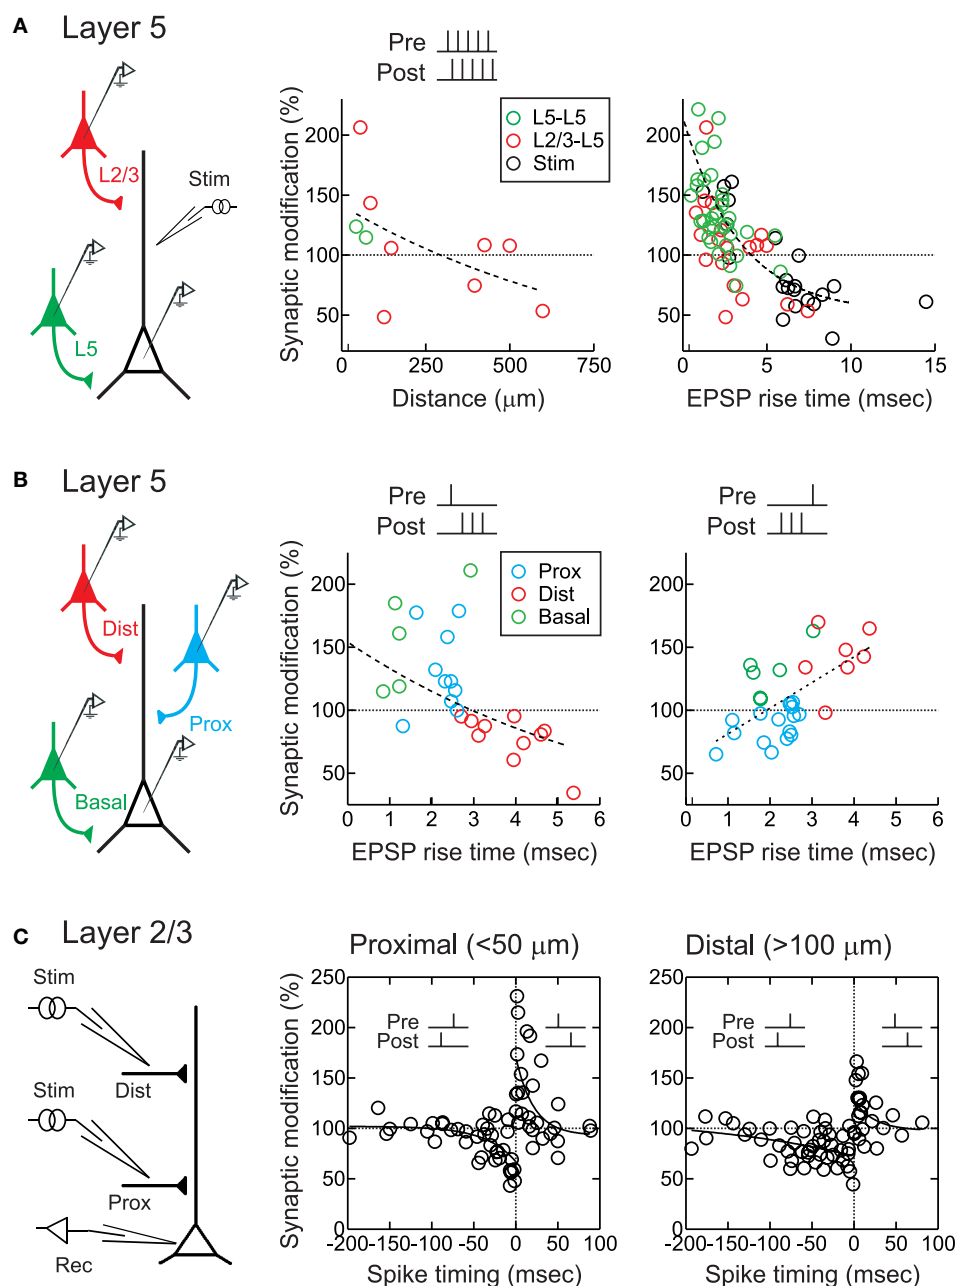 A Layer 5
L2/3
Stim
L5
Pre
Post
Synaptic modification (%)
200
150
100
50
L5-L5
L2/3-L5
Stim
0 250 500 750
Distance (μm)
200
150
100
50
0 5 10 15
EPSP rise time (msec)
B Layer 5
Dist
Prox
Basal
Pre
Post
Synaptic modification (%)
200
150
100
50
Prox
Dist
Basal
0 1 2 3 4 5 6
EPSP rise time (msec)
Pre
Post
200
150
100
50
0 1 2 3 4 5 6
EPSP rise time (msec)
C Layer 2/3
Stim
Dist
Stim
Prox
Rec
Proximal (<50 μm)
Synaptic modification (%)
250
200
150
100
50
0
Pre
Post
-200 -150 -100 -50 0 50 100
Spike timing (msec)
Distal (>100 μm)
250
200
150
100
50
0
Pre
Post
-200 -150 -100 -50 0 50 100
Spike timing (msec)